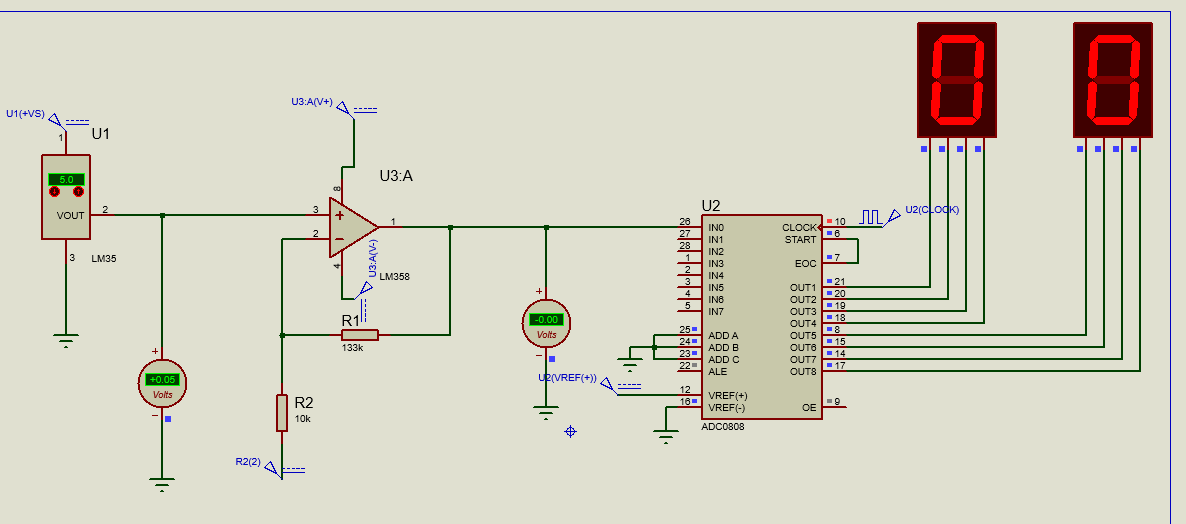 U1(+VS)
1
U1
5.0
VOUT
2
3
LM35
+
+0.05
Volts
U3:A(V+)
8
U3:A
3
2
1
4
U3:A(V-)
LM358
R1
133k
R2
10k
R2(2)
+
-0.00
Volts
U2(VREF(+))
U2
26 IN0
27 IN1
28 IN2
1 IN3
2 IN4
3 IN5
4 IN6
5 IN7
25 ADD A
24 ADD B
23 ADD C
22 ALE
12 VREF(+)
16 VREF(-)
CLOCK 10
START 6
EOC 7
OUT1 21
OUT2 20
OUT3 19
OUT4 18
OUT5 8
OUT6 15
OUT7 14
OUT8 17
OE 9
ADC0808
U2(CLOCK)
0
0